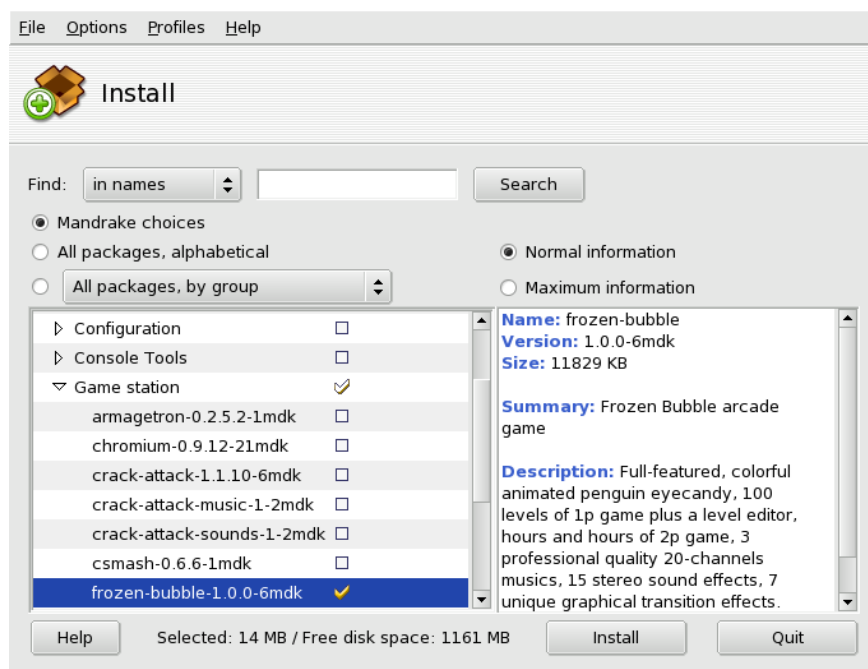 File Options Profiles Help
Install
Find: in names Search
Mandrake choices
All packages, alphabetical
Normal information
All packages, by group
Maximum information
Configuration
Console Tools
Game station
armagetron-0.2.5.2-1mdk
chromium-0.9.12-21mdk
crack-attack-1.1.10-6mdk
crack-attack-music-1-2mdk
crack-attack-sounds-1-2mdk
csmash-0.6.6-1mdk
frozen-bubble-1.0.0-6mdk
Name: frozen-bubble
Version: 1.0.0-6mdk
Size: 11829 KB
Summary: Frozen Bubble arcade
game
Description: Full-featured, colorful
animated penguin eyecandy, 100
levels of 1p game plus a level editor,
hours and hours of 2p game, 3
professional quality 20-channels
musics, 15 stereo sound effects, 7
unique graphical transition effects.
Help Selected: 14 MB / Free disk space: 1161 MB Install Quit